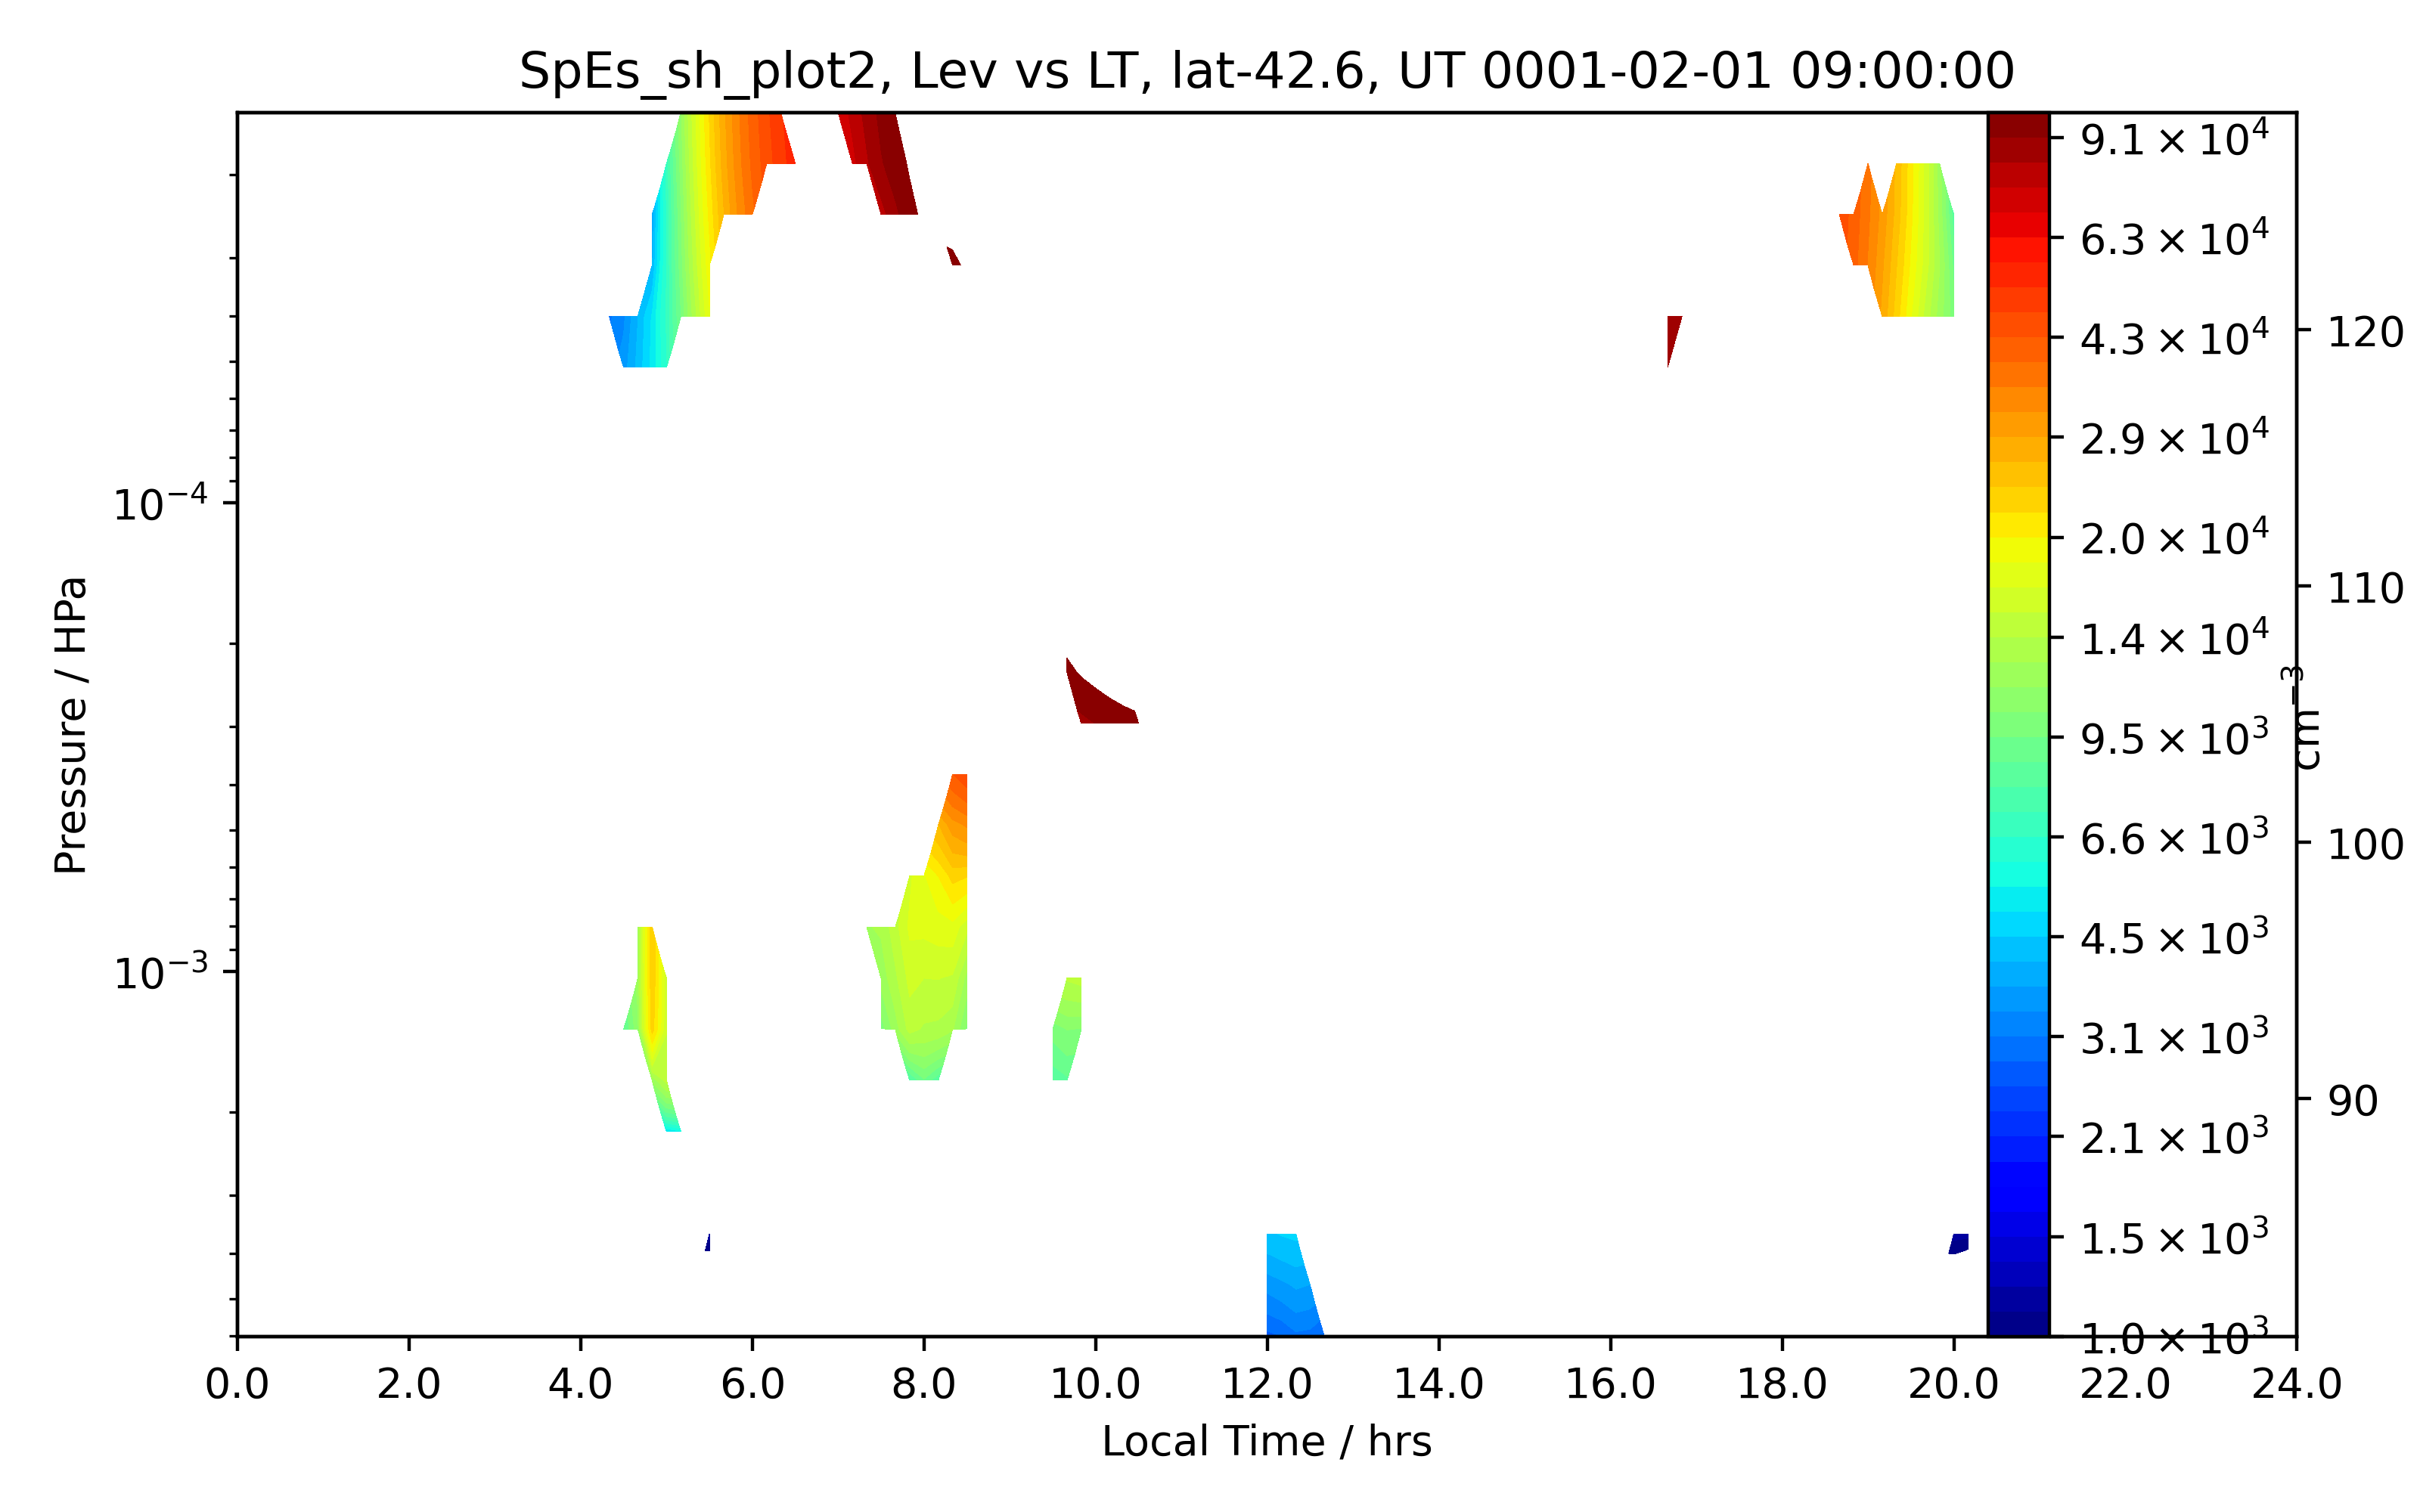 SpEs_sh_plot2, Lev vs LT, lat-42.6, UT 0001-02-01 09:00:00
Pressure / HPa
10⁻⁴
10⁻³
9.1 × 10⁴
6.3 × 10⁴
4.3 × 10⁴
2.9 × 10⁴
2.0 × 10⁴
1.4 × 10⁴
9.5 × 10³
6.6 × 10³
4.5 × 10³
3.1 × 10³
2.1 × 10³
1.5 × 10³
1.0 × 10³
cm⁻³
120
110
100
90
0.0 2.0 4.0 6.0 8.0 10.0 12.0 14.0 16.0 18.0 20.0 22.0 24.0
Local Time / hrs